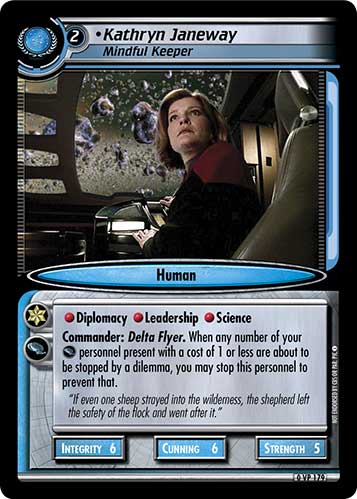 2
•Kathryn Janeway
Mindful Keeper
Human
Diplomacy Leadership Science
Commander: Delta Flyer. When any number of your
personnel present with a cost of 1 or less are about to
be stopped by a dilemma, you may stop this personnel to
prevent that.
"If even one sheep strayed into the wilderness, the shepherd left
the safety of the flock and went after it."
INTEGRITY 6 CUNNING 6 STRENGTH 5
0 VP 179